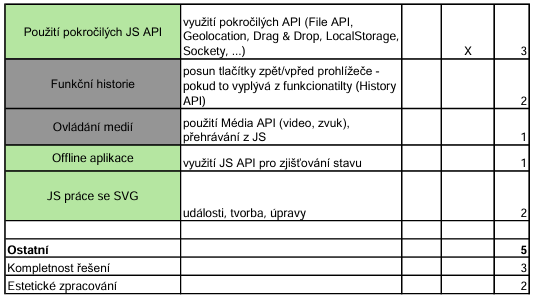 Použití pokročilých JS API
využití pokročilých API (File API,
Geolocation, Drag & Drop, LocalStorage,
Sockety, ...)
X
3
Funkční historie
posun tlačítky zpět/vpřed prohlížeče -
pokud to vyplývá z funkcionatilty (History
API)
2
Ovládání medií
použití Média API (video, zvuk),
přehrávání z JS
1
Offline aplikace
využití JS API pro zjišťování stavu
1
JS práce se SVG
události, tvorba, úpravy
2
Ostatní
5
Kompletnost řešení
3
Estetické zpracování
2